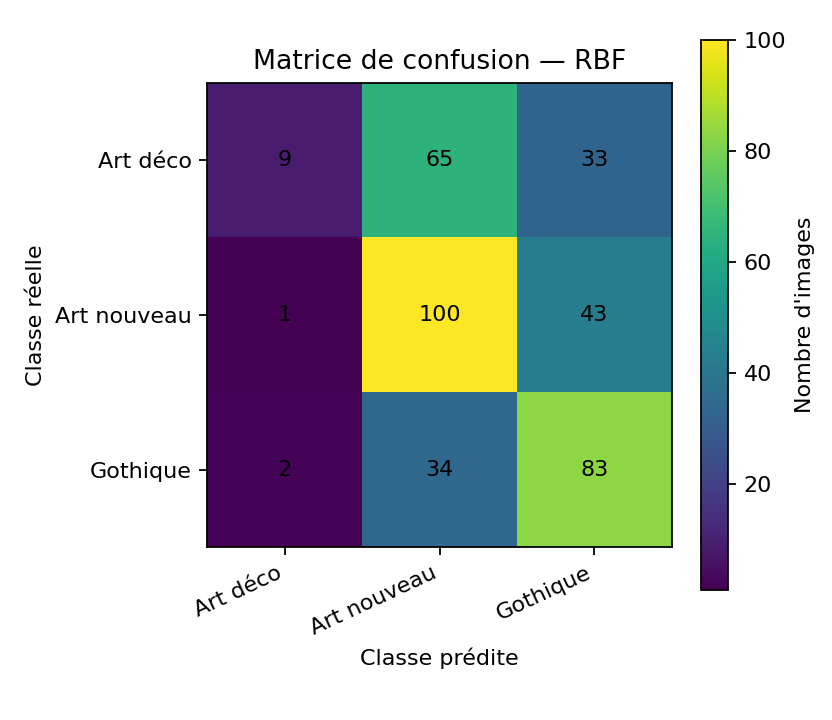 Matrice de confusion — RBF
100
80
60
40
20
Nombre d'images
Classe réelle
Art déco
9
65
33
Art nouveau
1
100
43
Gothique
2
34
83
Art déco
Art nouveau
Gothique
Classe prédite